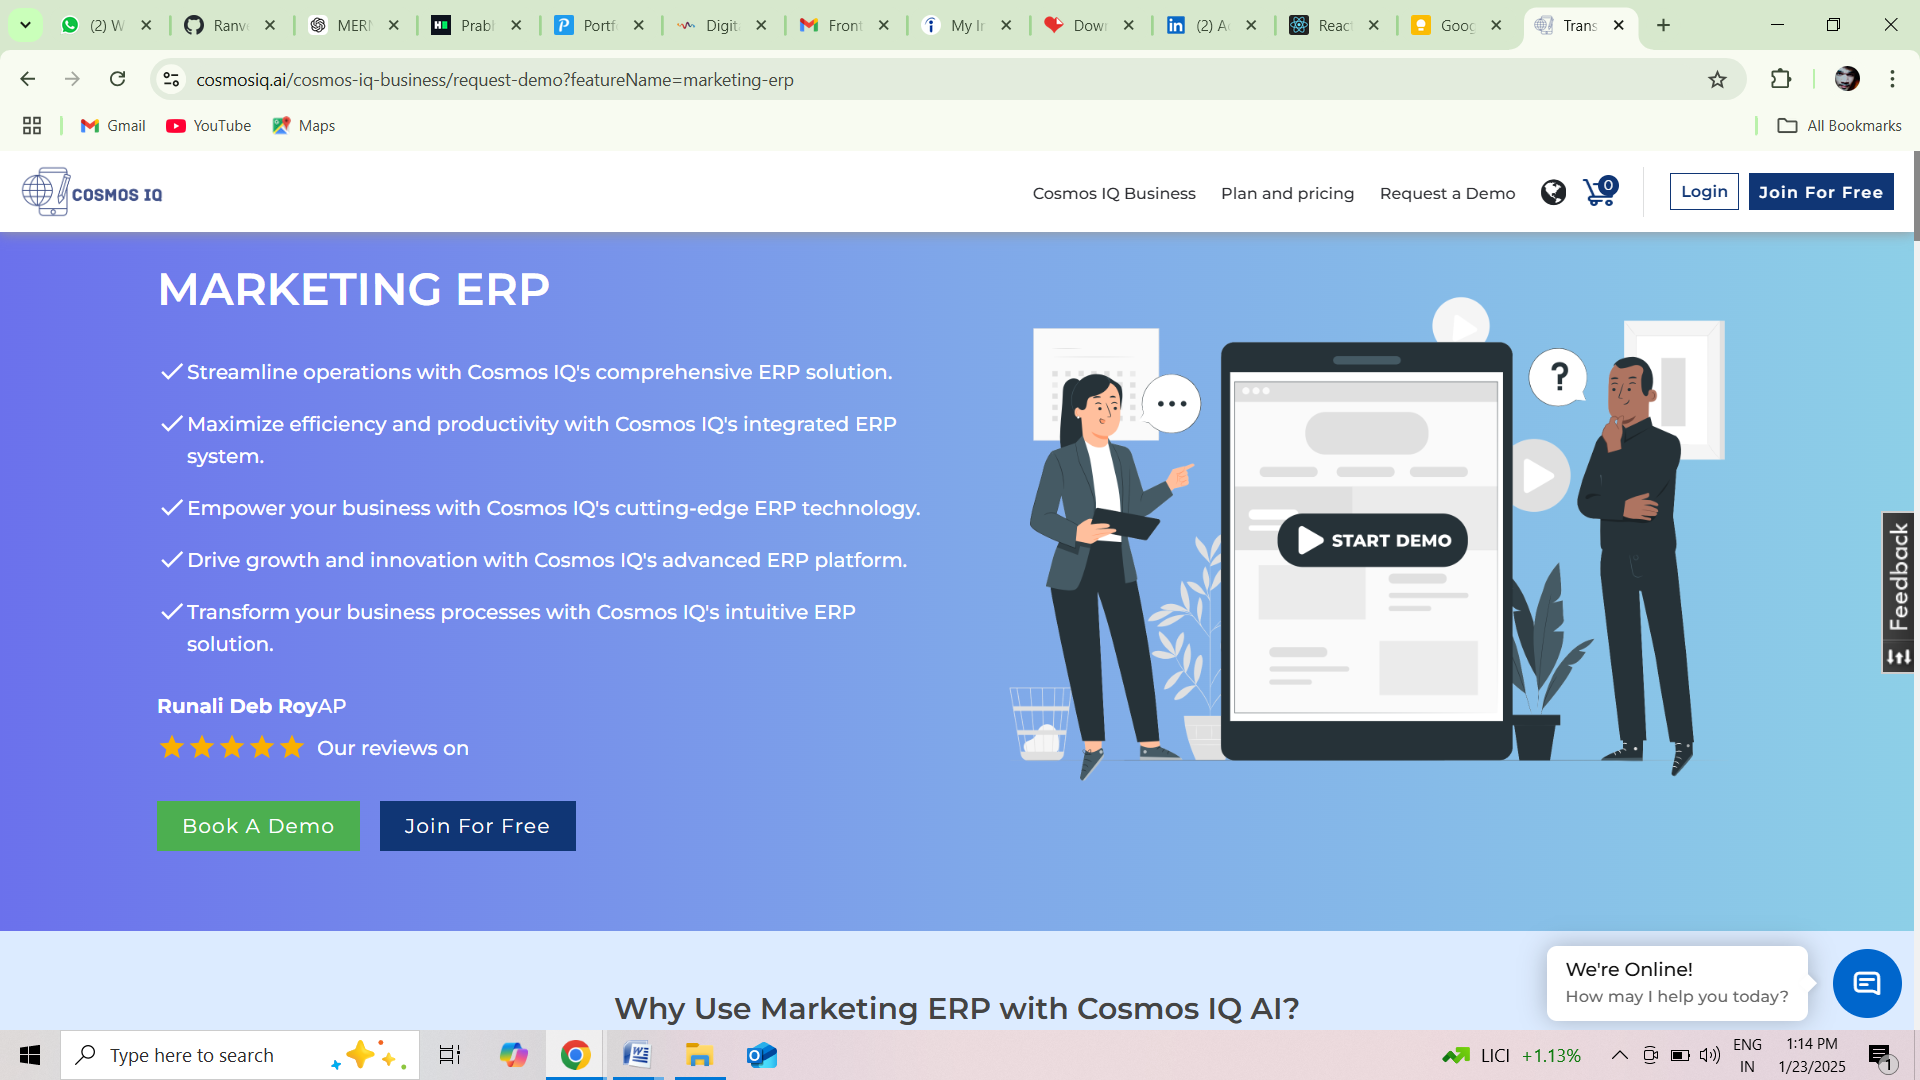 (2) W
Ranv
MERN
Prabl
Portf
Digit
Front
My In
Down
(2) A
React
Goog
Trans
cosmosiq.ai/cosmos-iq-business/request-demo?featureName=marketing-erp
Gmail
YouTube
Maps
All Bookmarks
COSMOS IQ
Cosmos IQ Business
Plan and pricing
Request a Demo
0
Login
Join For Free
MARKETING ERP
Streamline operations with Cosmos IQ's comprehensive ERP solution.
Maximize efficiency and productivity with Cosmos IQ's integrated ERP
system.
Empower your business with Cosmos IQ's cutting-edge ERP technology.
Drive growth and innovation with Cosmos IQ's advanced ERP platform.
Transform your business processes with Cosmos IQ's intuitive ERP
solution.
Runali Deb RoyAP
Our reviews on
Book A Demo
Join For Free
?
START DEMO
Feedback
Why Use Marketing ERP with Cosmos IQ AI?
We're Online!
How may I help you today?
Type here to search
LICI +1.13%
ENG
IN
1:14 PM
1/23/2025
1